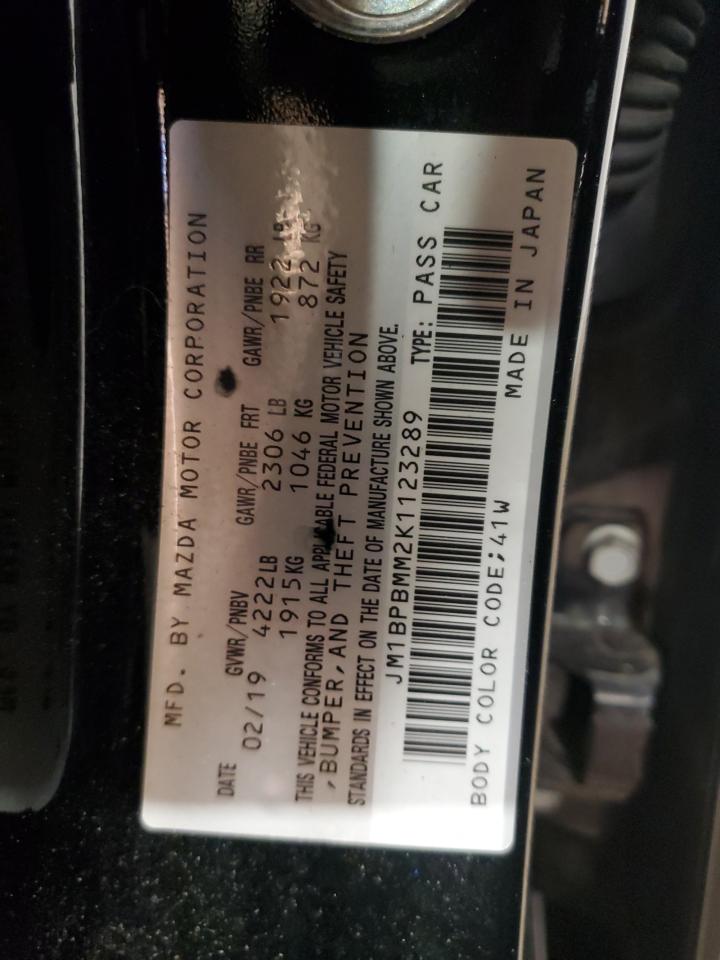 MFD. BY MAZDA MOTOR CORPORATION
DATE GVWR/PNBV GAWR/PNBE FRT GAWR/PNBE RR
02/19 4222LB 2306 LB 1922 LB
1915KG 1046 KG 872 KG
THIS VEHICLE CONFORMS TO ALL APPLICABLE FEDERAL MOTOR VEHICLE SAFETY
,BUMPER,AND THEFT PREVENTION
STANDARDS IN EFFECT ON THE DATE OF MANUFACTURE SHOWN ABOVE.
JM1BPBMM2K1123289 TYPE: PASS CAR
BODY COLOR CODE;41W MADE IN JAPAN